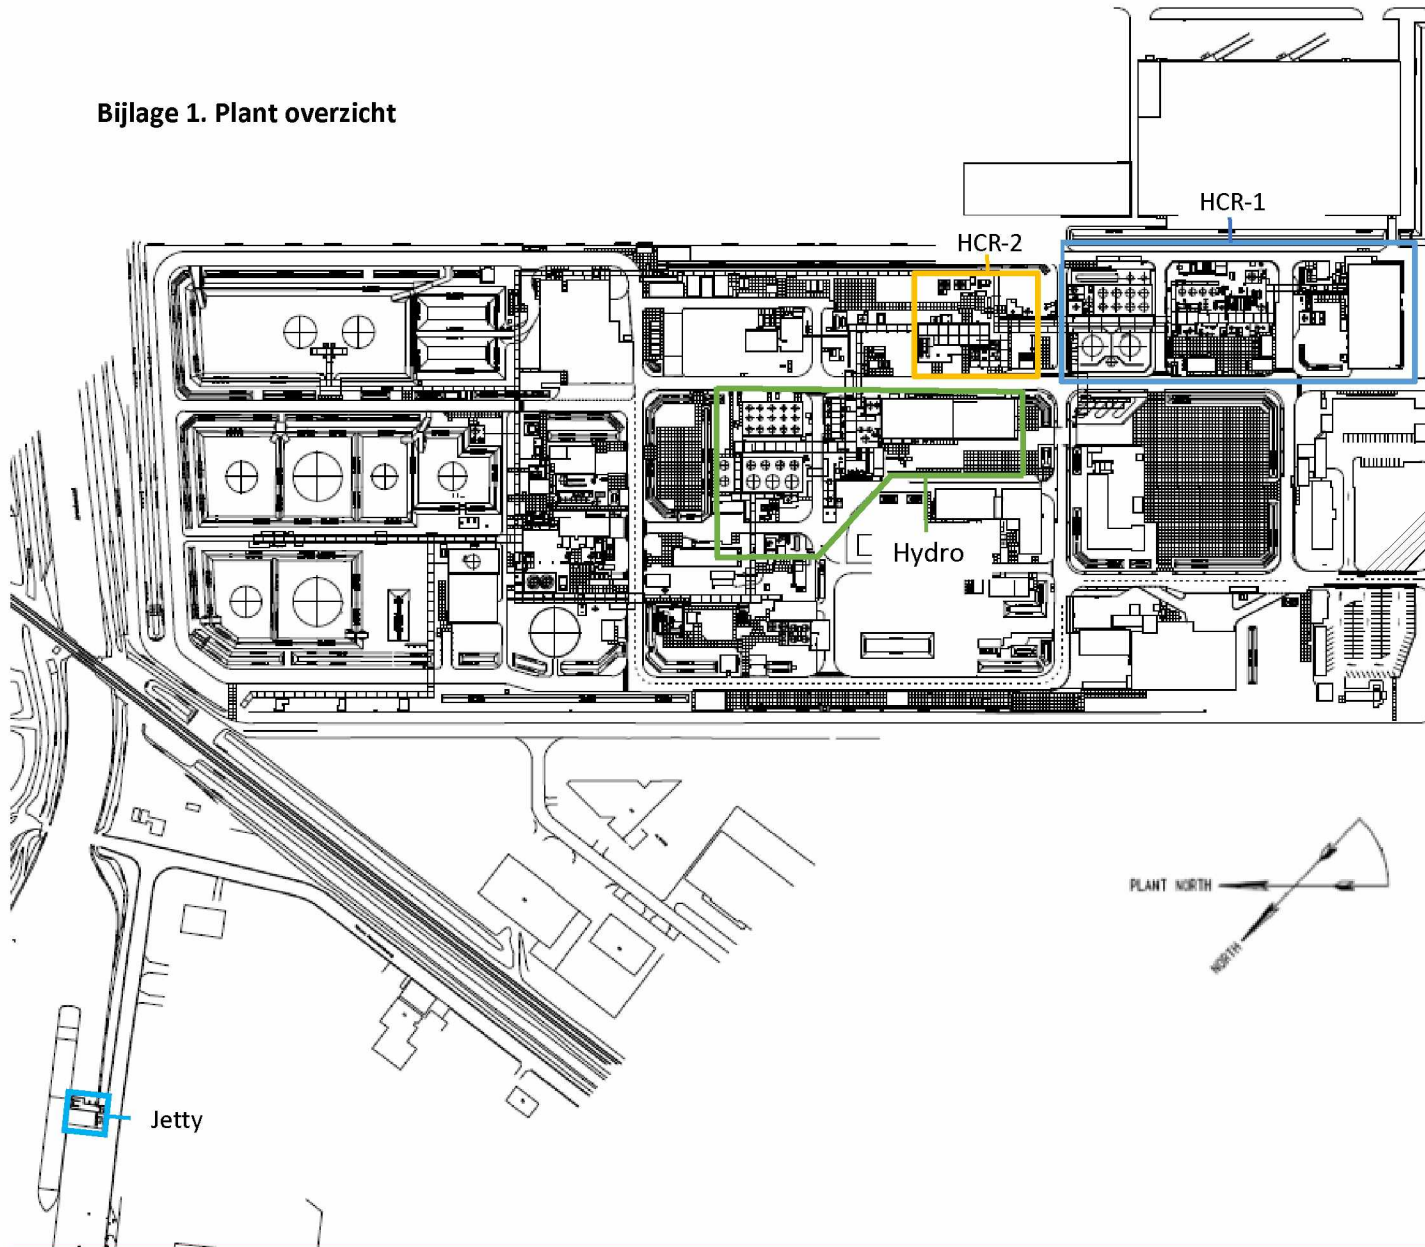 Bijlage 1. Plant overzicht
HCR-1
HCR-2
Hydro
PLANT NORTH
NORTH
Jetty